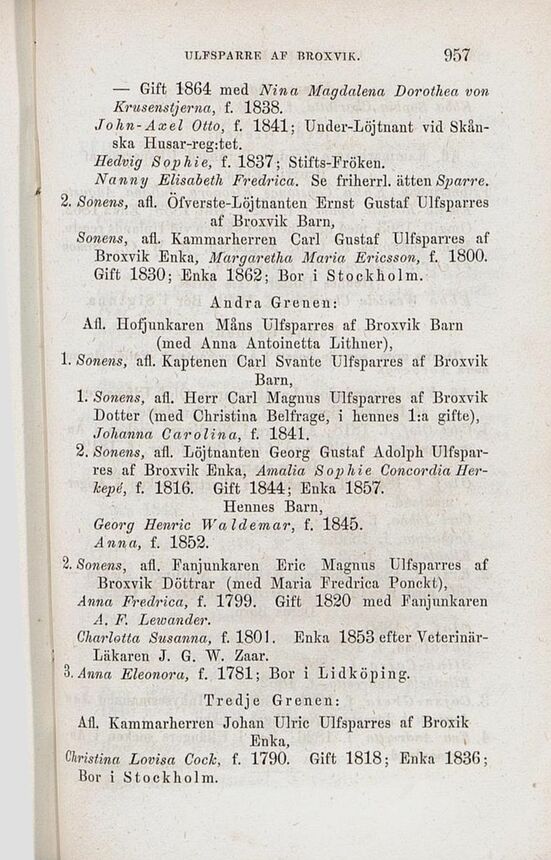 ULFSPARRE AF BROXVIK. 957
— Gift 1864 med Nina Magdalena Dorothea von
Krusenstjerna, f. 1838.
John-Axel Otto, f. 1841; Under-Löjtnant vid Skån-
ska Husar-reg:tet.
Hedvig Sophie, f. 1837; Stifts-Fröken.
Nanny Elisabeth Fredrica. Se friherrl. ätten Sparre.
2. Sonens, afl. Öfverste-Löjtnanten Ernst Gustaf Ulfsparres
af Broxvik Barn,
Sonens, afl. Kammarherren Carl Gustaf Ulfsparres af
Broxvik Enka, Margaretha Maria Ericsson, f. 1800.
Gift 1830; Enka 1862; Bor i Stockholm.
Andra Grenen:
Afl. Hofjunkaren Måns Ulfsparres af Broxvik Barn
(med Anna Antoinetta Lithner),
1. Sonens, afl. Kaptenen Carl Svante Ulfsparres af Broxvik
Barn,
1. Sonens, afl. Herr Carl Magnus Ulfsparres af Broxvik
Dotter (med Christina Belfrage, i hennes 1:a gifte),
Johanna Carolina, f. 1841.
2. Sonens, afl. Löjtnanten Georg Gustaf Adolph Ulfspar-
res af Broxvik Enka, Amalia Sophie Concordia Her-
kepé, f. 1816. Gift 1844; Enka 1857.
Hennes Barn,
Georg Henric Waldemar, f. 1845.
Anna, f. 1852.
2. Sonens, afl. Fanjunkaren Eric Magnus Ulfsparres af
Broxvik Döttrar (med Maria Fredrica Ponckt),
Anna Fredrica, f. 1799. Gift 1820 med Fanjunkaren
A. F. Lewander.
Charlotta Susanna, f. 1801. Enka 1853 efter Veterinär-
Läkaren J. G. W. Zaar.
3. Anna Eleonora, f. 1781; Bor i Lidköping.
Tredje Grenen:
Afl. Kammarherren Johan Ulric Ulfsparres af Broxik
Enka,
Christina Lovisa Cock, f. 1790. Gift 1818; Enka 1836;
Bor i Stockholm.